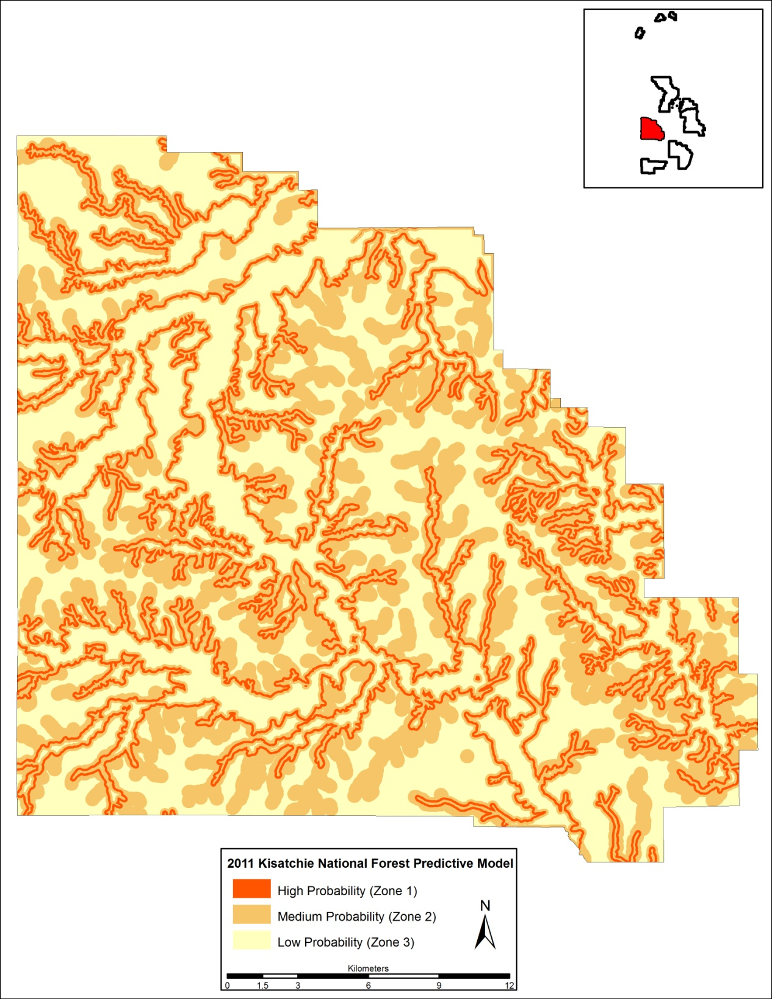 2011 Kisatchie National Forest Predictive Model
High Probability (Zone 1)
Medium Probability (Zone 2)
Low Probability (Zone 3)
N
Kilometers
0 1.5 3 6 9 12